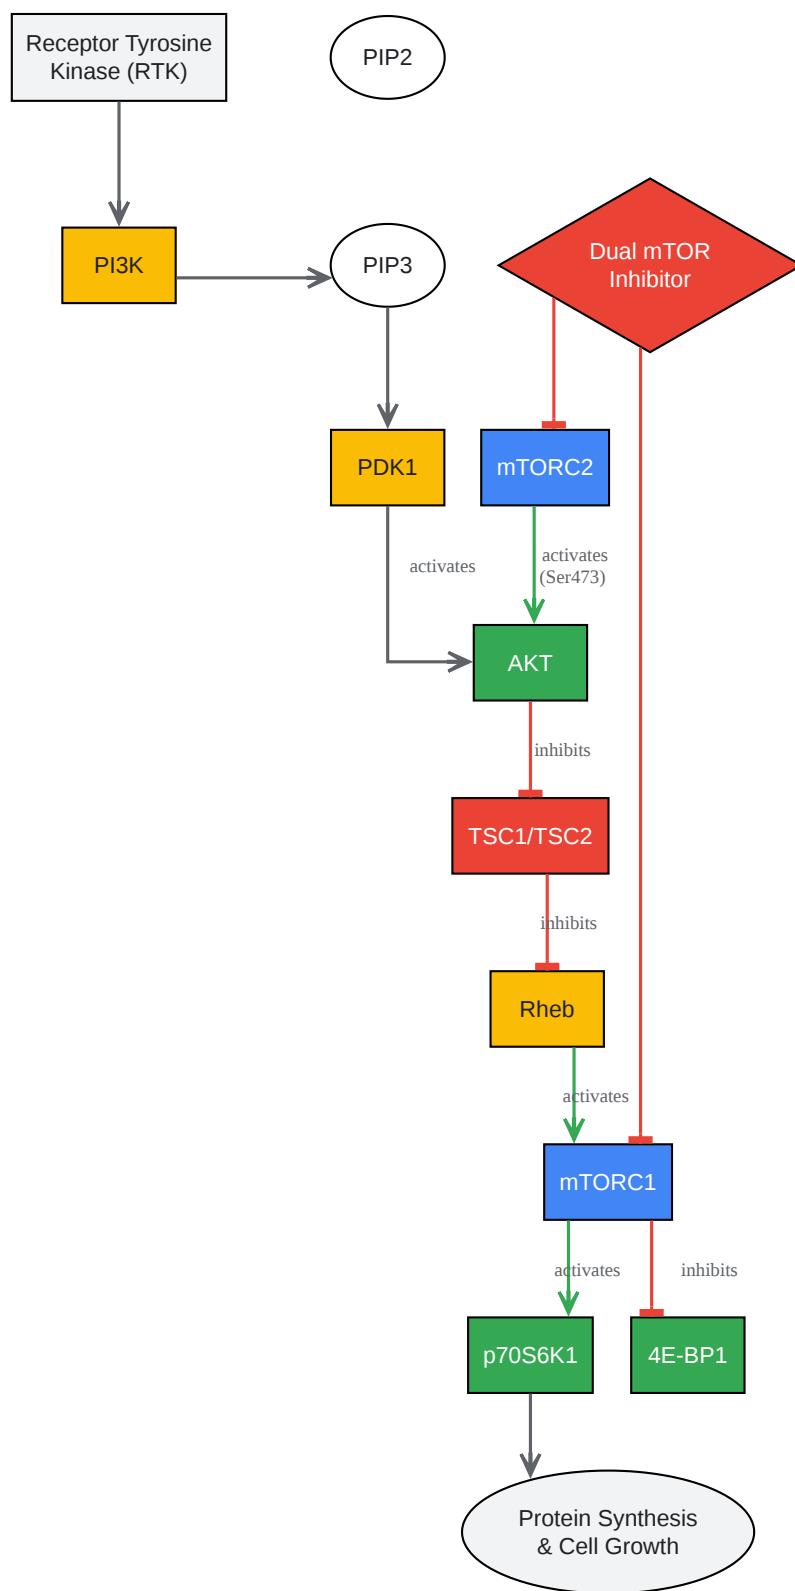 Receptor Tyrosine
Kinase (RTK)
PIP2
PI3K
PIP3
Dual mTOR
Inhibitor
PDK1
mTORC2
activates
activates
(Ser473)
AKT
inhibits
TSC1/TSC2
inhibits
Rheb
activates
mTORC1
activates
inhibits
p70S6K1
4E-BP1
Protein Synthesis
& Cell Growth